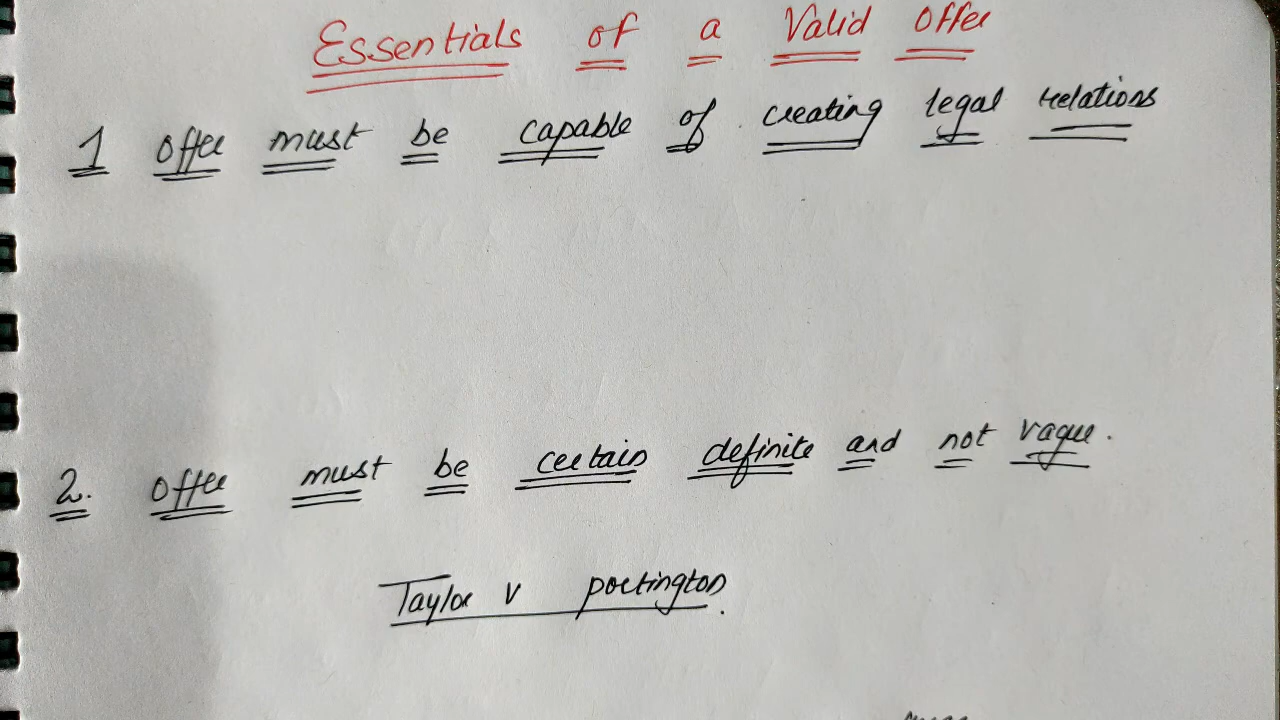 Essentials of a Valid Offer
1 Offer must be capable of creating legal relations
2. Offer must be certain definite and not vague.
Taylor v portington.